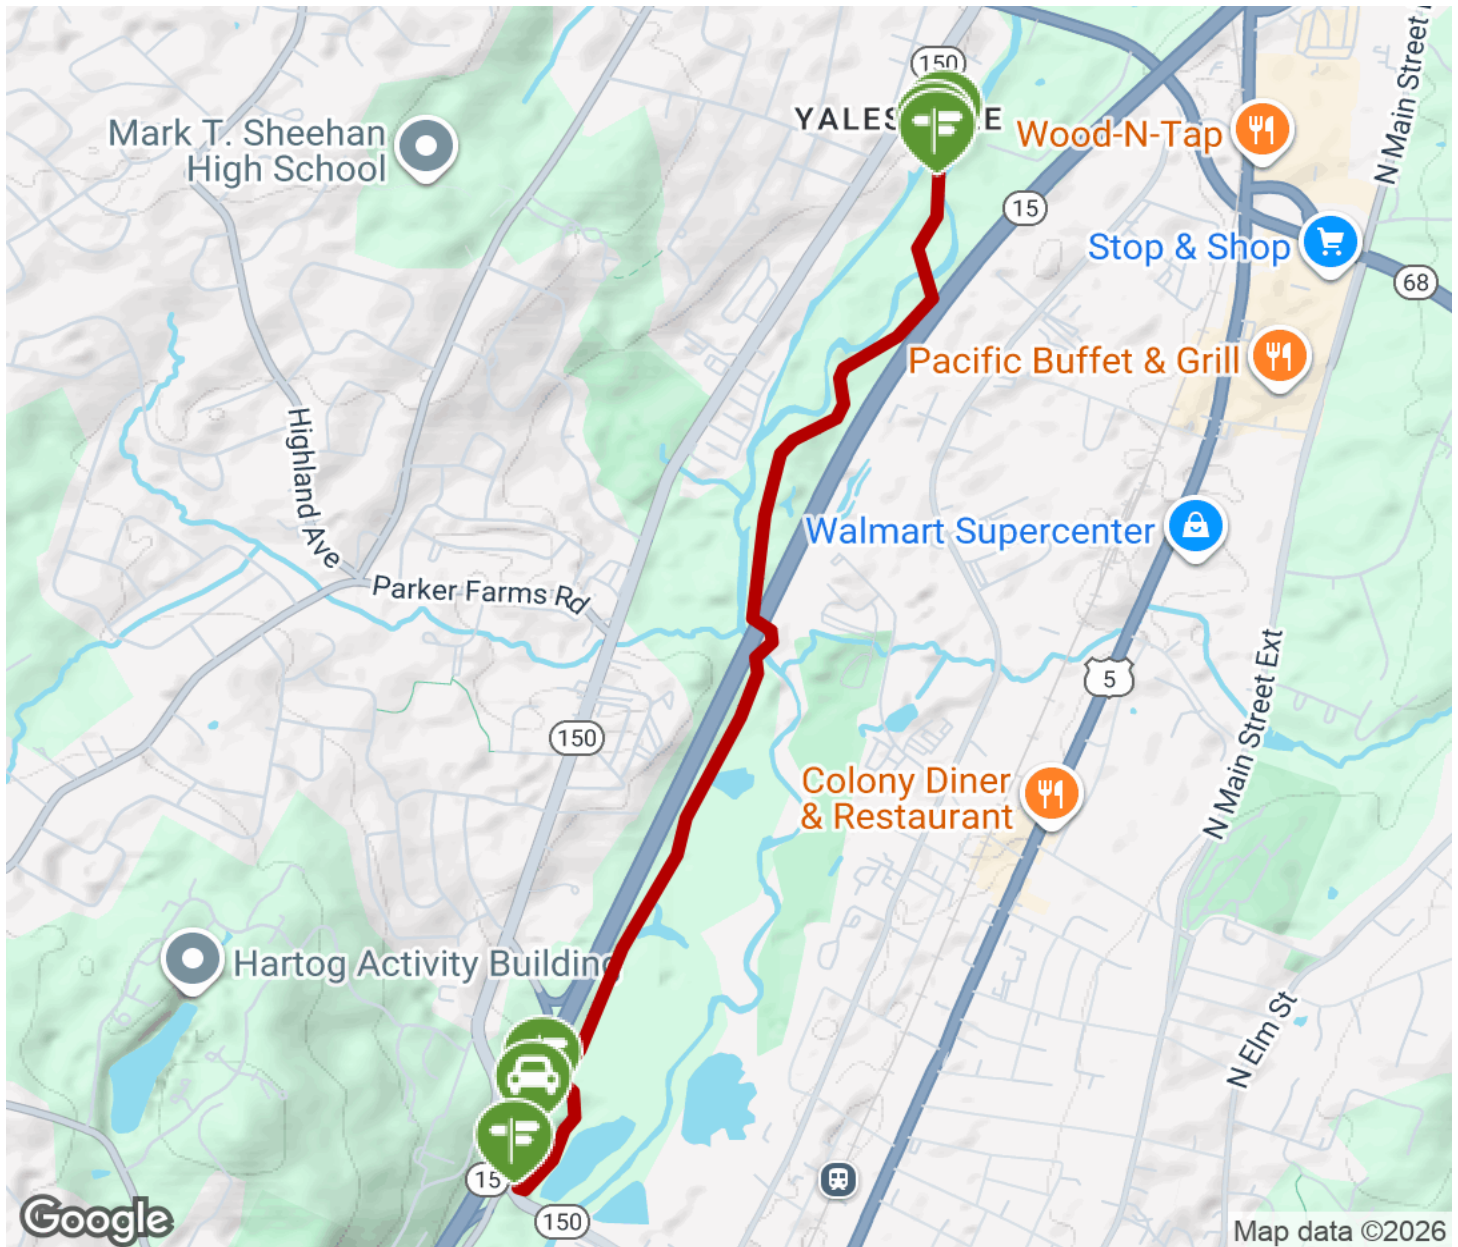 150
YALES E
Mark T. Sheehan
High School
Wood-N-Tap
N Main Street
15
Stop & Shop
68
Pacific Buffet & Grill
Highland Ave
Walmart Supercenter
Parker Farms Rd
5
N Main Street Ext
150
Colony Diner
& Restaurant
Hartog Activity Building
N Elm St
15
150
Google
Map data ©2026